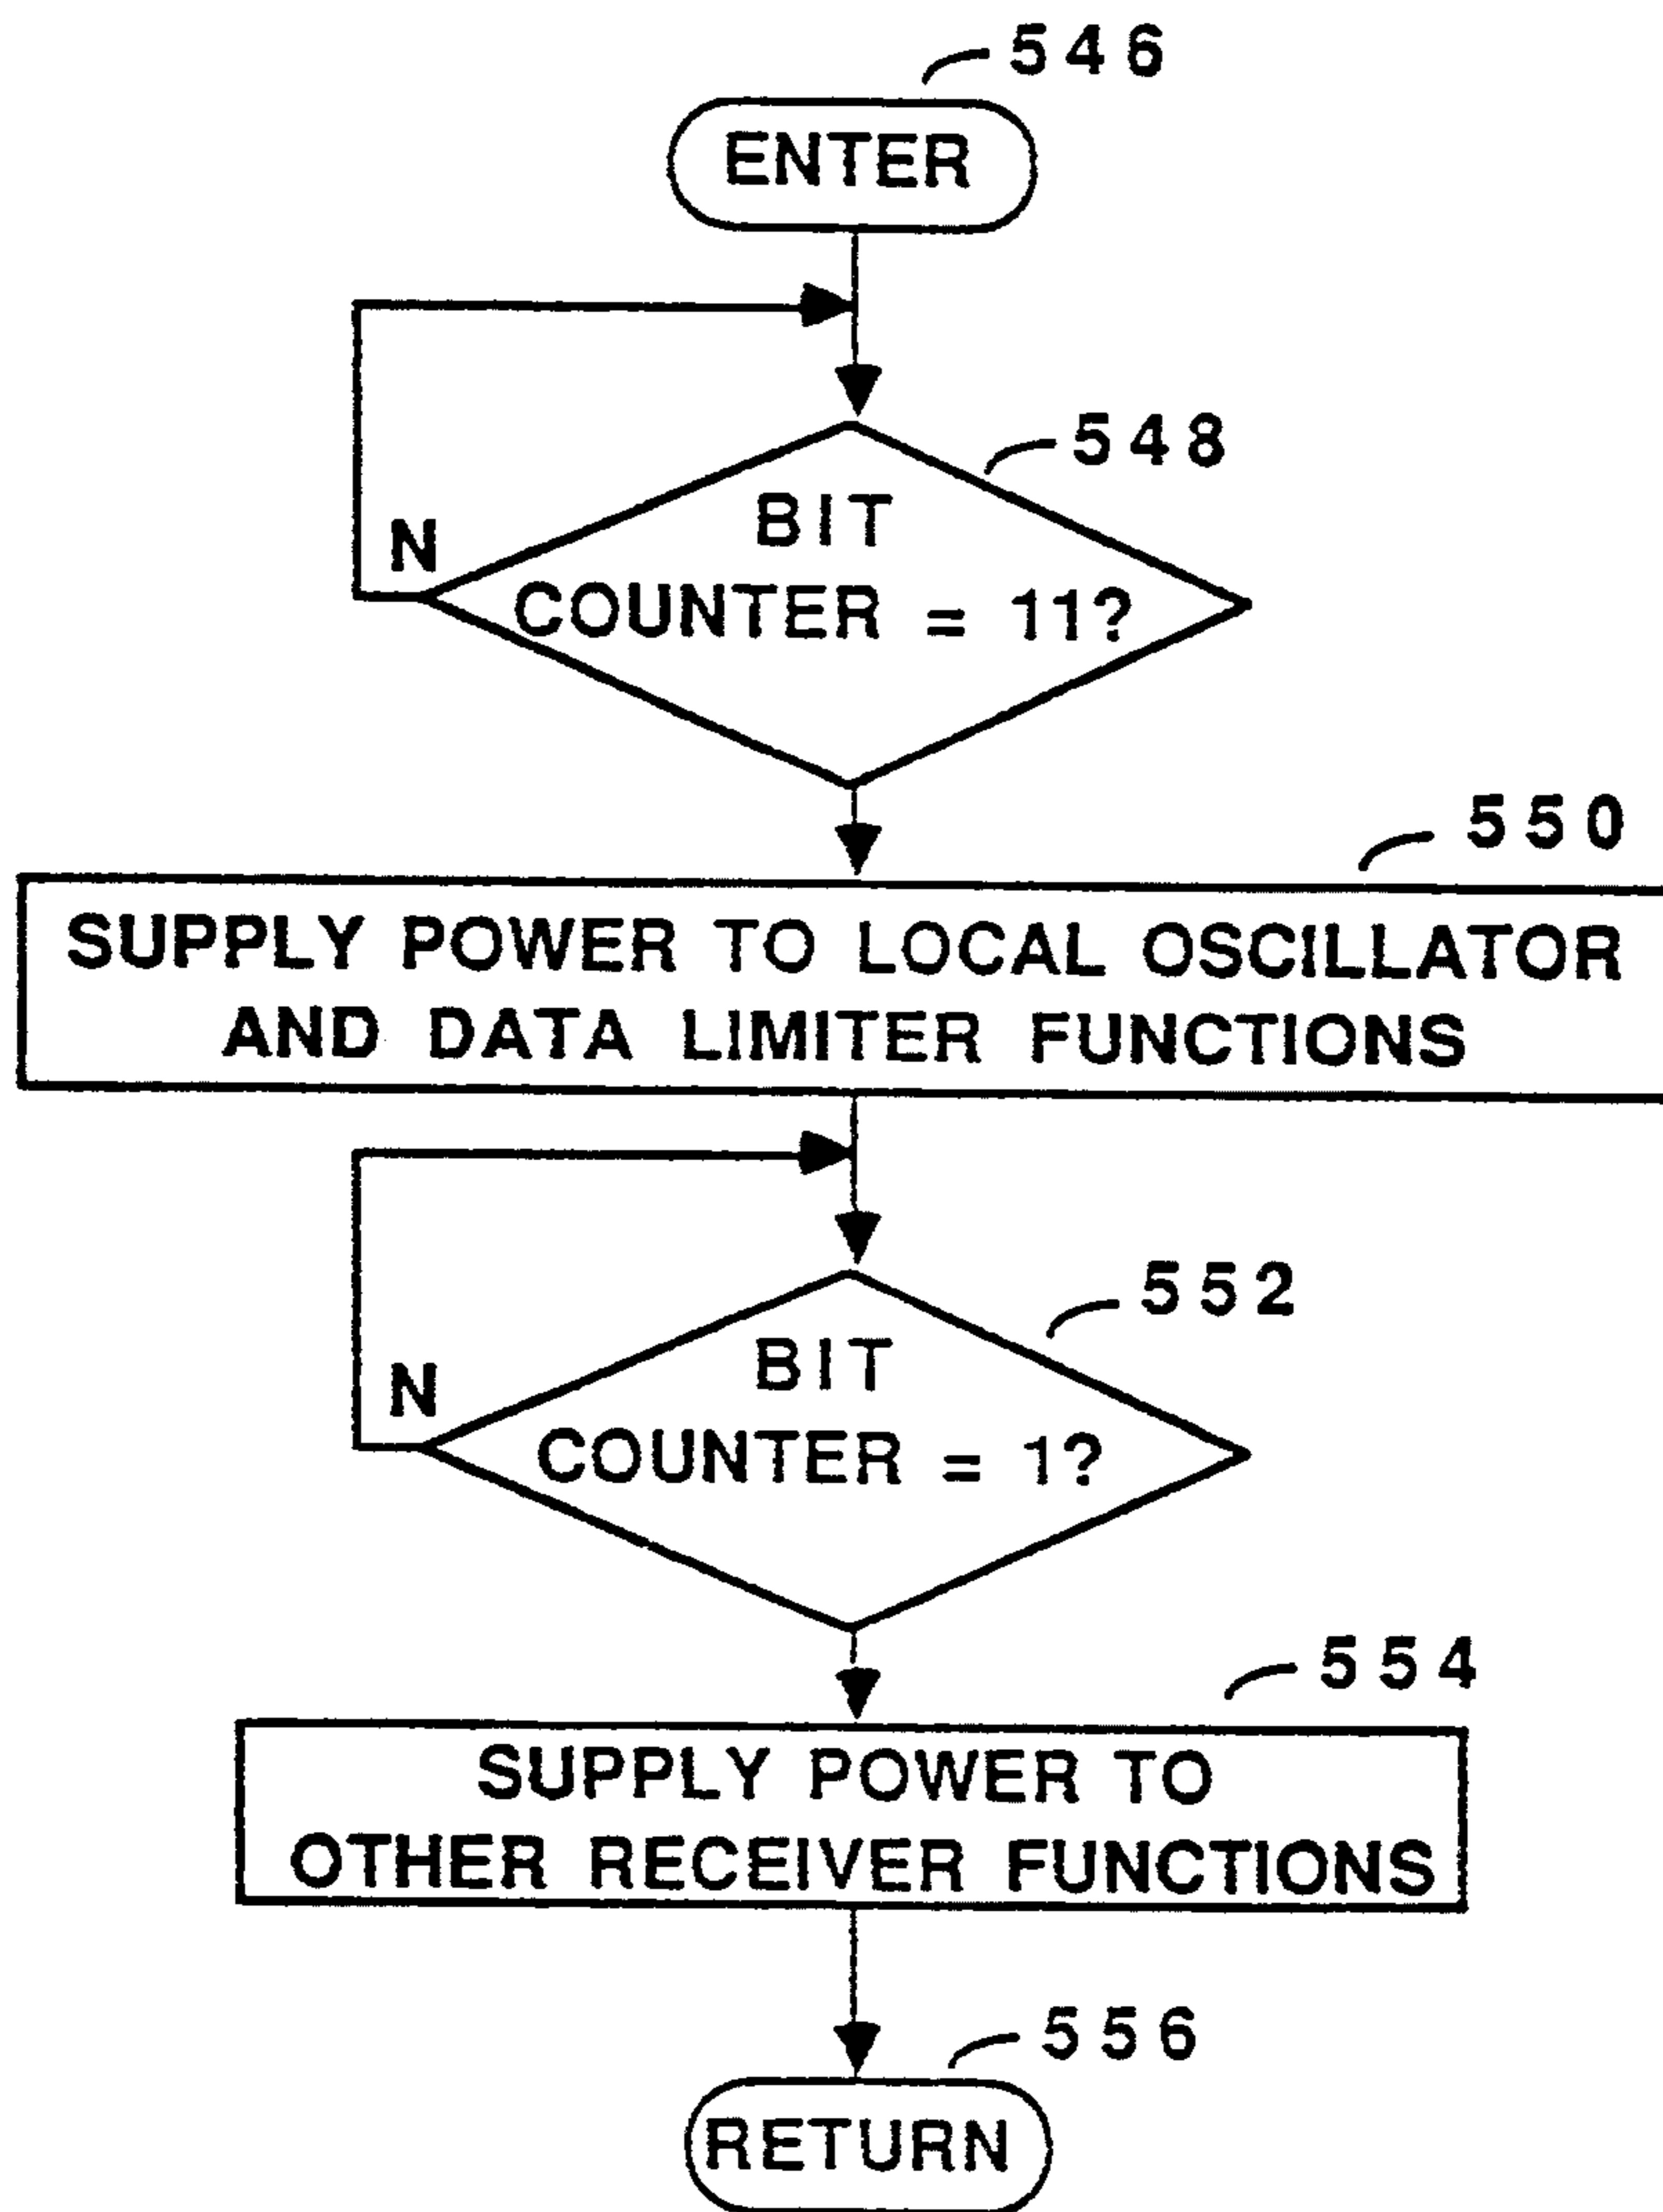 546
ENTER
548
BIT
COUNTER = 11?
N
550
SUPPLY POWER TO LOCAL OSCILLATOR
AND DATA LIMITER FUNCTIONS
552
BIT
COUNTER = 1?
N
554
SUPPLY POWER TO
OTHER RECEIVER FUNCTIONS
556
RETURN